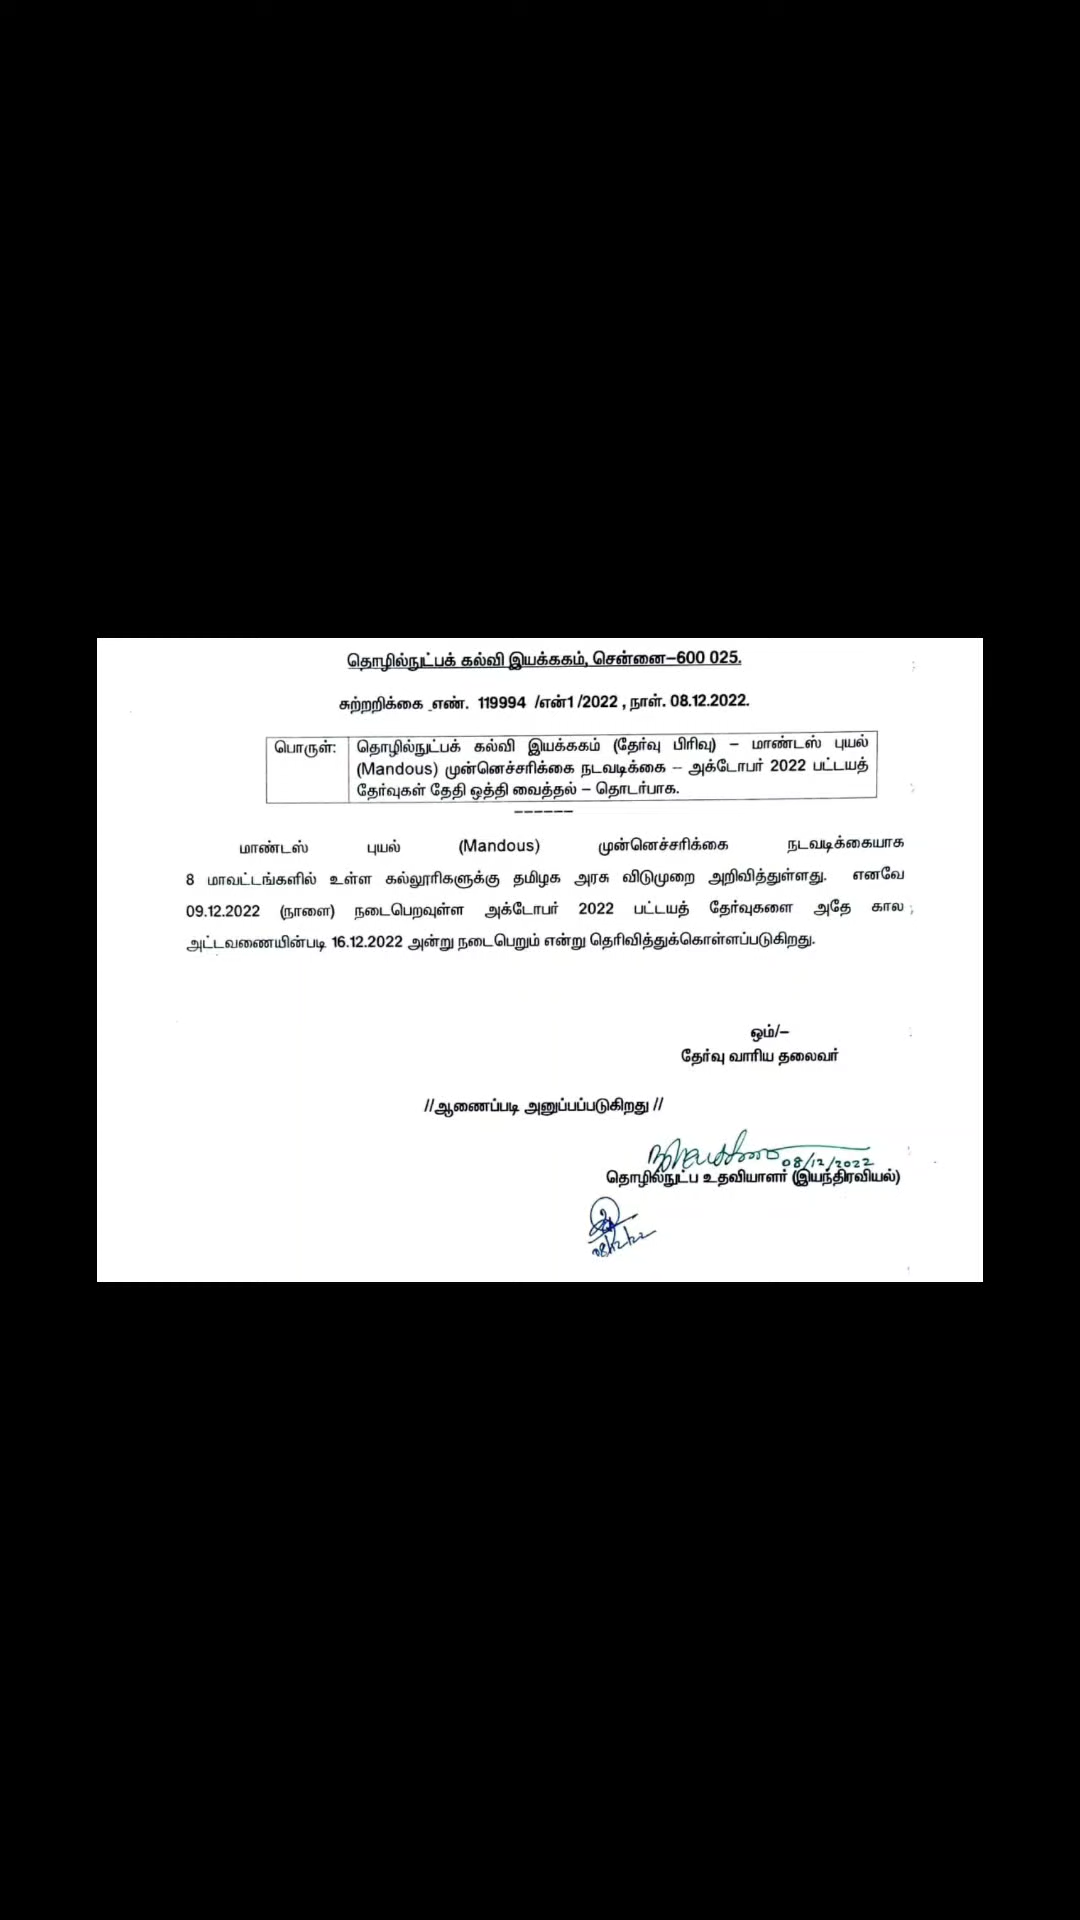 தொழில்நுட்பக் கல்வி இயக்ககம், சென்னை–600 025.
சுற்றறிக்கை எண். 119994 /என்1/2022 , நாள். 08.12.2022.
பொருள்: தொழில்நுட்பக் கல்வி இயக்ககம் (தேர்வு பிரிவு) – மாண்டஸ் புயல்
(Mandous) முன்னெச்சரிக்கை நடவடிக்கை – அக்டோபர் 2022 பட்டயத்
தேர்வுகள் தேதி ஒத்தி வைத்தல் – தொடர்பாக.
மாண்டஸ் புயல் (Mandous) முன்னெச்சரிக்கை நடவடிக்கையாக
8 மாவட்டங்களில் உள்ள கல்லூரிகளுக்கு தமிழக அரசு விடுமுறை அறிவித்துள்ளது. எனவே
09.12.2022 (நாளை) நடைபெறவுள்ள அக்டோபர் 2022 பட்டயத் தேர்வுகளை அதே கால
அட்டவணையின்படி 16.12.2022 அன்று நடைபெறும் என்று தெரிவித்துக்கொள்ளப்படுகிறது.
ஒம்/–
தேர்வு வாரிய தலைவர்
//ஆணைப்படி அனுப்பப்படுகிறது //
08/12/2022
தொழில்நுட்ப உதவியாளர் (இயந்திரவியல்)
08/12/22